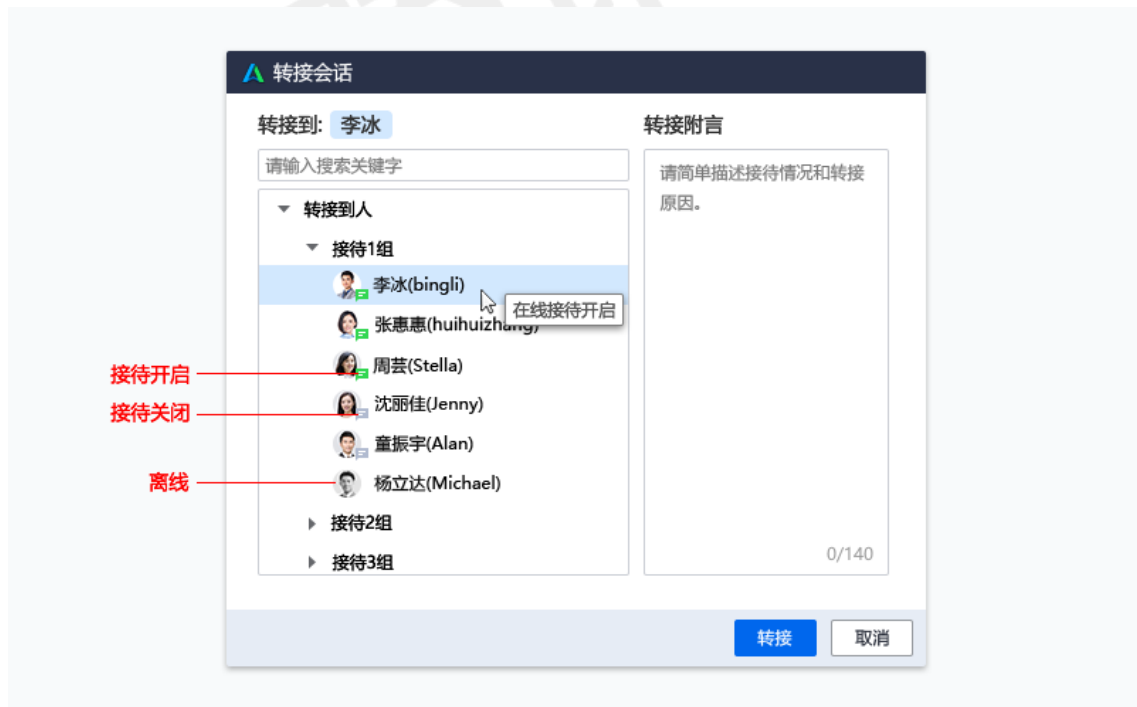 转接会话
转接到: 李冰
转接附言
请输入搜索关键字
请简单描述接待情况和转接
原因。
转接到人
接待1组
李冰(bingli)
在线接待开启
张惠惠(huihuizhang)
接待开启
周芸(Stella)
接待关闭
沈丽佳(Jenny)
童振宇(Alan)
离线
杨立达(Michael)
接待2组
接待3组
0/140
转接
取消